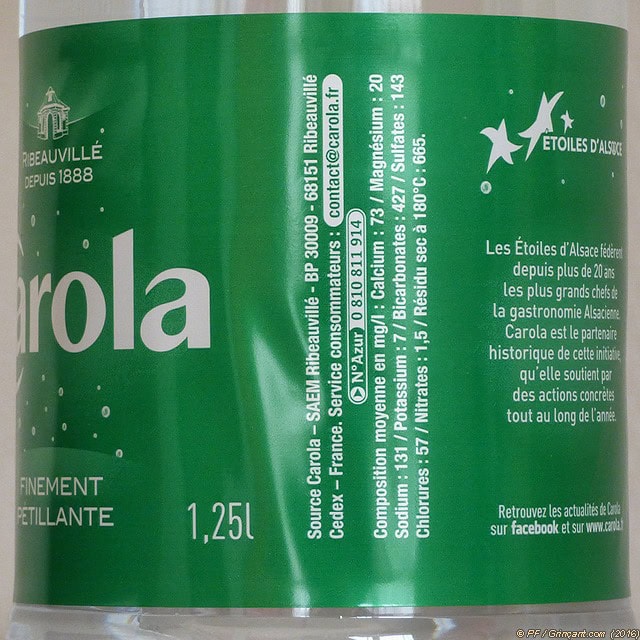 RIBEAUVILLÉ
DEPUIS 1888
arola
FINEMENT
PÉTILLANTE
1,25l
Source Carola – SAEM Ribeauvillé - BP 30009 - 68151 Ribeauvillé
Cedex – France. Service consommateurs : contact@carola.fr
N°Azur 0 810 811 914
Composition moyenne en mg/l : Calcium : 73 / Magnésium : 20
Sodium : 131 / Potassium : 7 / Bicarbonates : 427 / Sulfates : 143
Chlorures : 57 / Nitrates : 1,5 / Résidu sec à 180°C : 665.
ETOILES D'ALSACE
Les Étoiles d'Alsace fédèrent
depuis plus de 20 ans
les plus grands chefs de
la gastronomie Alsacienne.
Carola est le partenaire
historique de cette initiative,
qu'elle soutient par
des actions concrètes
tout au long de l'année.
Retrouvez les actualités de Carola
sur facebook et sur www.carola.fr
© PF / Grinçant.com (2016)